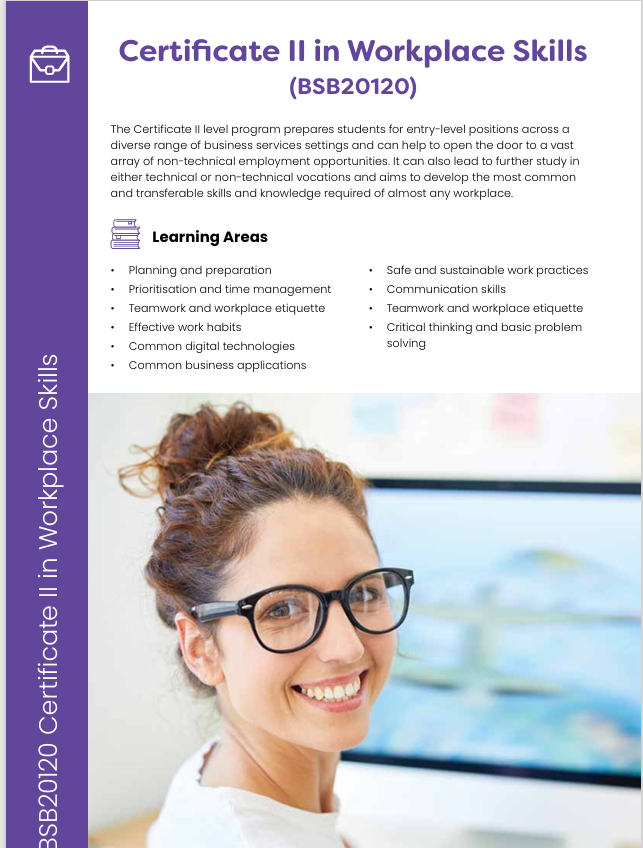 Certificate II in Workplace Skills
(BSB20120)
The Certificate II level program prepares students for entry-level positions across a
diverse range of business services settings and can help to open the door to a vast
array of non-technical employment opportunities. It can also lead to further study in
either technical or non-technical vocations and aims to develop the most common
and transferable skills and knowledge required of almost any workplace.
Learning Areas
• Planning and preparation
• Prioritisation and time management
• Teamwork and workplace etiquette
• Effective work habits
• Common digital technologies
• Common business applications
• Safe and sustainable work practices
• Communication skills
• Teamwork and workplace etiquette
• Critical thinking and basic problem
solving
BSB20120 Certificate II in Workplace Skills